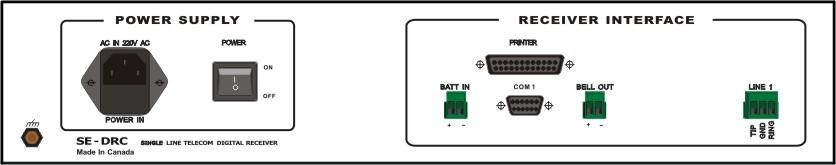 POWER SUPPLY
AC IN 220V AC
POWER
I
O
ON
OFF
POWER IN
SE-DRC SINGLE LINE TELECOM DIGITAL RECEIVER
Made In Canada
RECEIVER INTERFACE
PRINTER
BATT IN
COM 1
BELL OUT
LINE 1
+ -
+ -
TIP
GND
RING